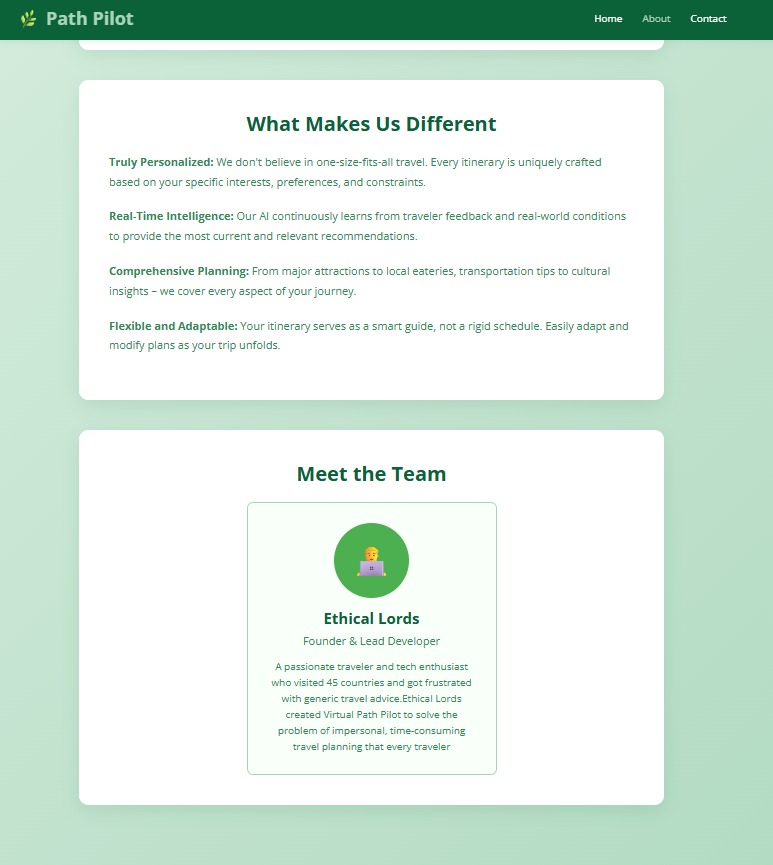 Path Pilot
Home About Contact
What Makes Us Different
Truly Personalized: We don't believe in one-size-fits-all travel. Every itinerary is uniquely crafted
based on your specific interests, preferences, and constraints.
Real-Time Intelligence: Our AI continuously learns from traveler feedback and real-world conditions
to provide the most current and relevant recommendations.
Comprehensive Planning: From major attractions to local eateries, transportation tips to cultural
insights – we cover every aspect of your journey.
Flexible and Adaptable: Your itinerary serves as a smart guide, not a rigid schedule. Easily adapt and
modify plans as your trip unfolds.
Meet the Team
Ethical Lords
Founder & Lead Developer
A passionate traveler and tech enthusiast
who visited 45 countries and got frustrated
with generic travel advice.Ethical Lords
created Virtual Path Pilot to solve the
problem of impersonal, time-consuming
travel planning that every traveler